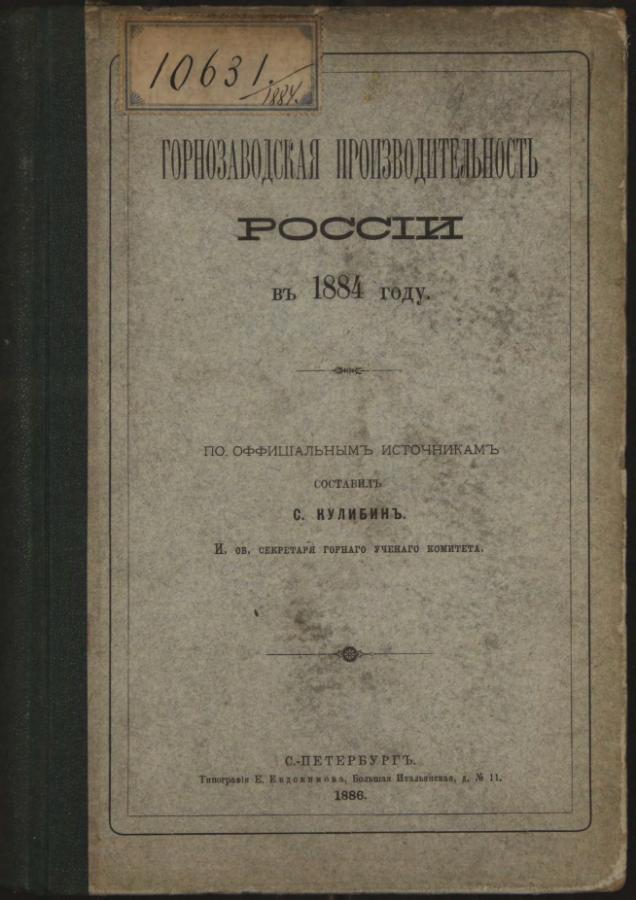 10631.
1884.
ГОРНОЗАВОДСКАЯ ПРОИЗВОДИТЕЛЬНОСТЬ
РОССІИ
въ 1884 году.
ПО ОФФИЦІАЛЬНЫМЪ ИСТОЧНИКАМЪ
СОСТАВИЛЪ
С. КУЛИБИНЪ.
И. ОБ. СЕКРЕТАРЯ ГОРНАГО УЧЕНАГО КОМИТЕТА.
С.-ПЕТЕРБУРГЪ.
Типографія Е. Евдокимова, Большая Итальянская, д. № 11.
1886.